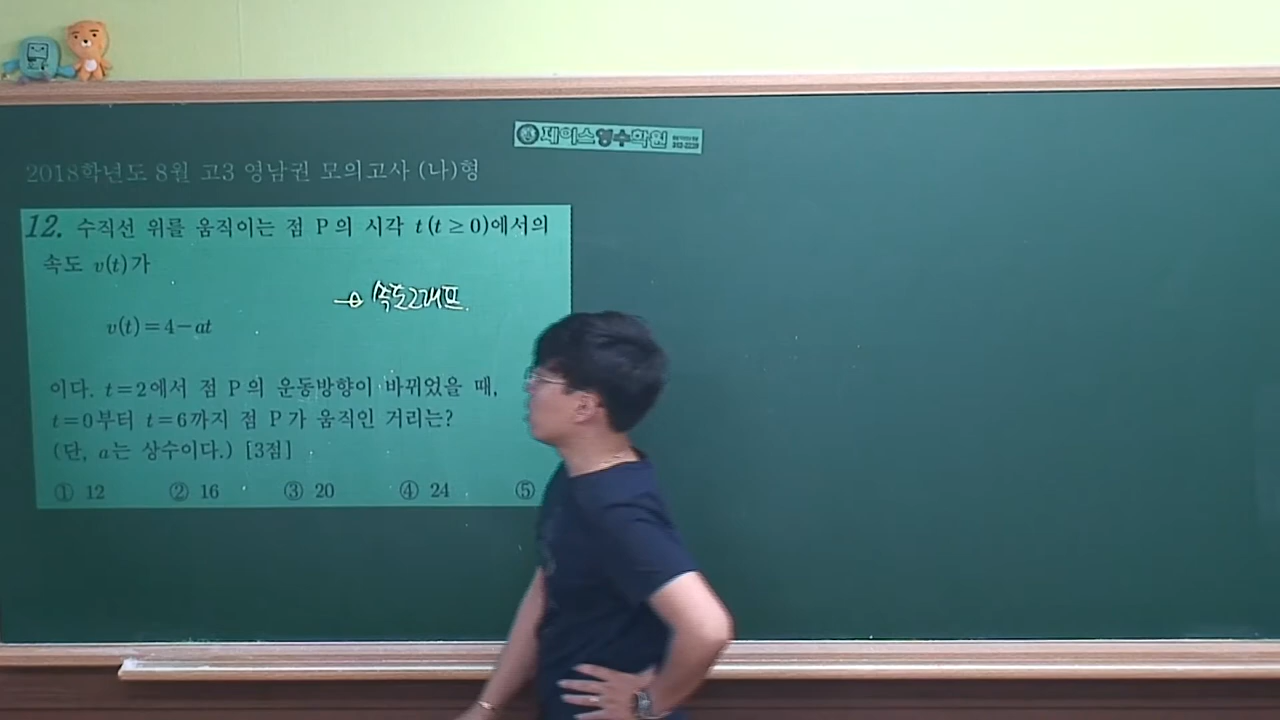 제이스영수학원
2018학년도 8월 고3 영남권 모의고사 (나)형
12. 수직선 위를 움직이는 점 P의 시각 t(t≥0)에서의
속도 v(t)가
속도그래프
v(t)=4-at
이다. t=2에서 점 P의 운동방향이 바뀌었을 때,
t=0부터 t=6까지 점 P가 움직인 거리는?
(단, a는 상수이다.) [3점]
① 12 ② 16 ③ 20 ④ 24 ⑤